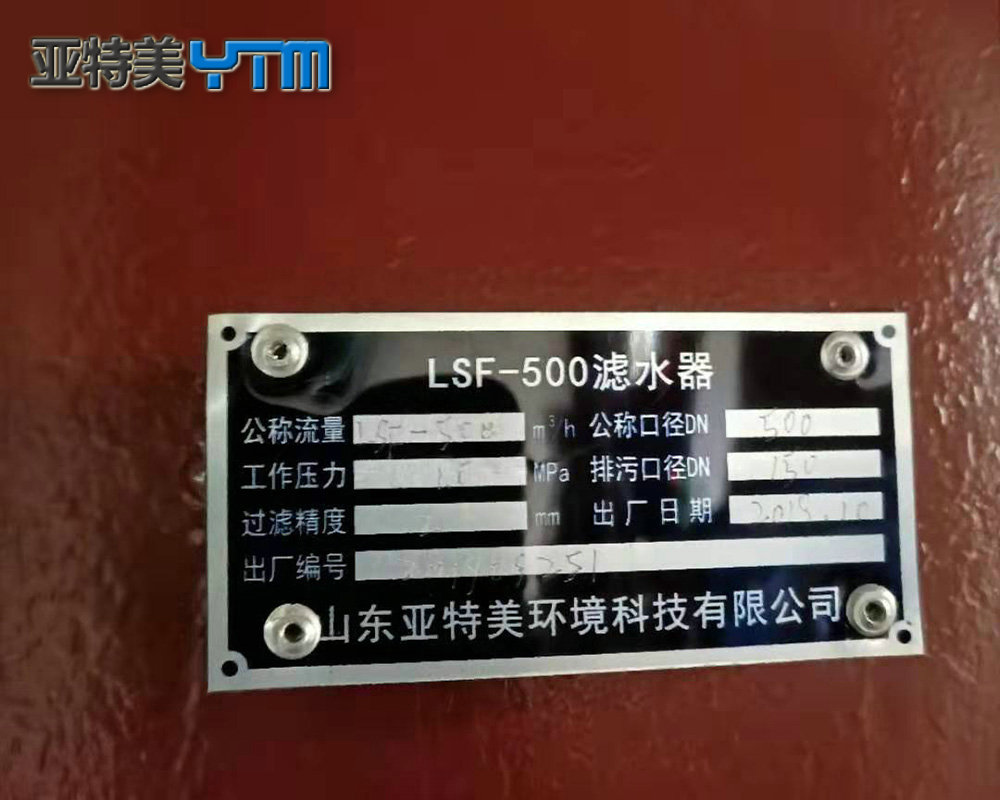 亚特美YTM
LSF-500滤水器
公称流量 m³/h 公称口径DN 500
工作压力 MPa 排污口径DN 150
过滤精度 mm 出厂日期
出厂编号
山东亚特美环境科技有限公司